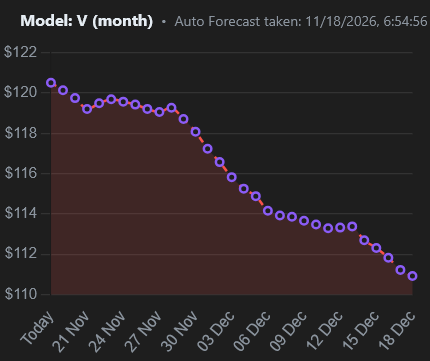 Model: V (month) • Auto Forecast taken: 11/18/2026, 6:54:56
$122
$120
$118
$116
$114
$112
$110
Today
21 Nov
24 Nov
27 Nov
30 Nov
03 Dec
06 Dec
09 Dec
12 Dec
15 Dec
18 Dec